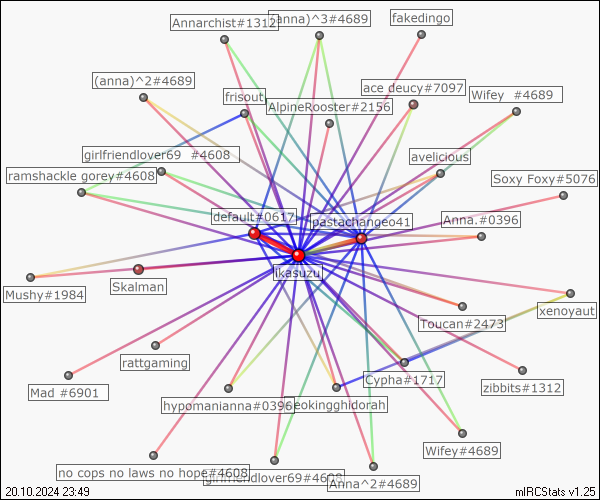 Annarchist#1312
(anna)^3#4689
fakedingo
(anna)^2#4689
frisout
AlpineRooster#2156
ace deucy#7097
Wifey #4689
girlfriendlover69 #4608
avelicious
ramshackle gorey#4608
Soxy Foxy#5076
default#0617
pastachangeo41
Anna.#0396
ikasuzu
Skalman
Mushy#1984
xenoyaut
Toucan#2473
rattgaming
Cypha#1717
zibbits#1312
Mad #6901
hypomanianna#0396
eokingghidorah
Wifey#4689
no cops no laws no hope#4608
girlfriendlover69#4608
Anna^2#4689
20.10.2024 23:49
mIRCStats v1.25